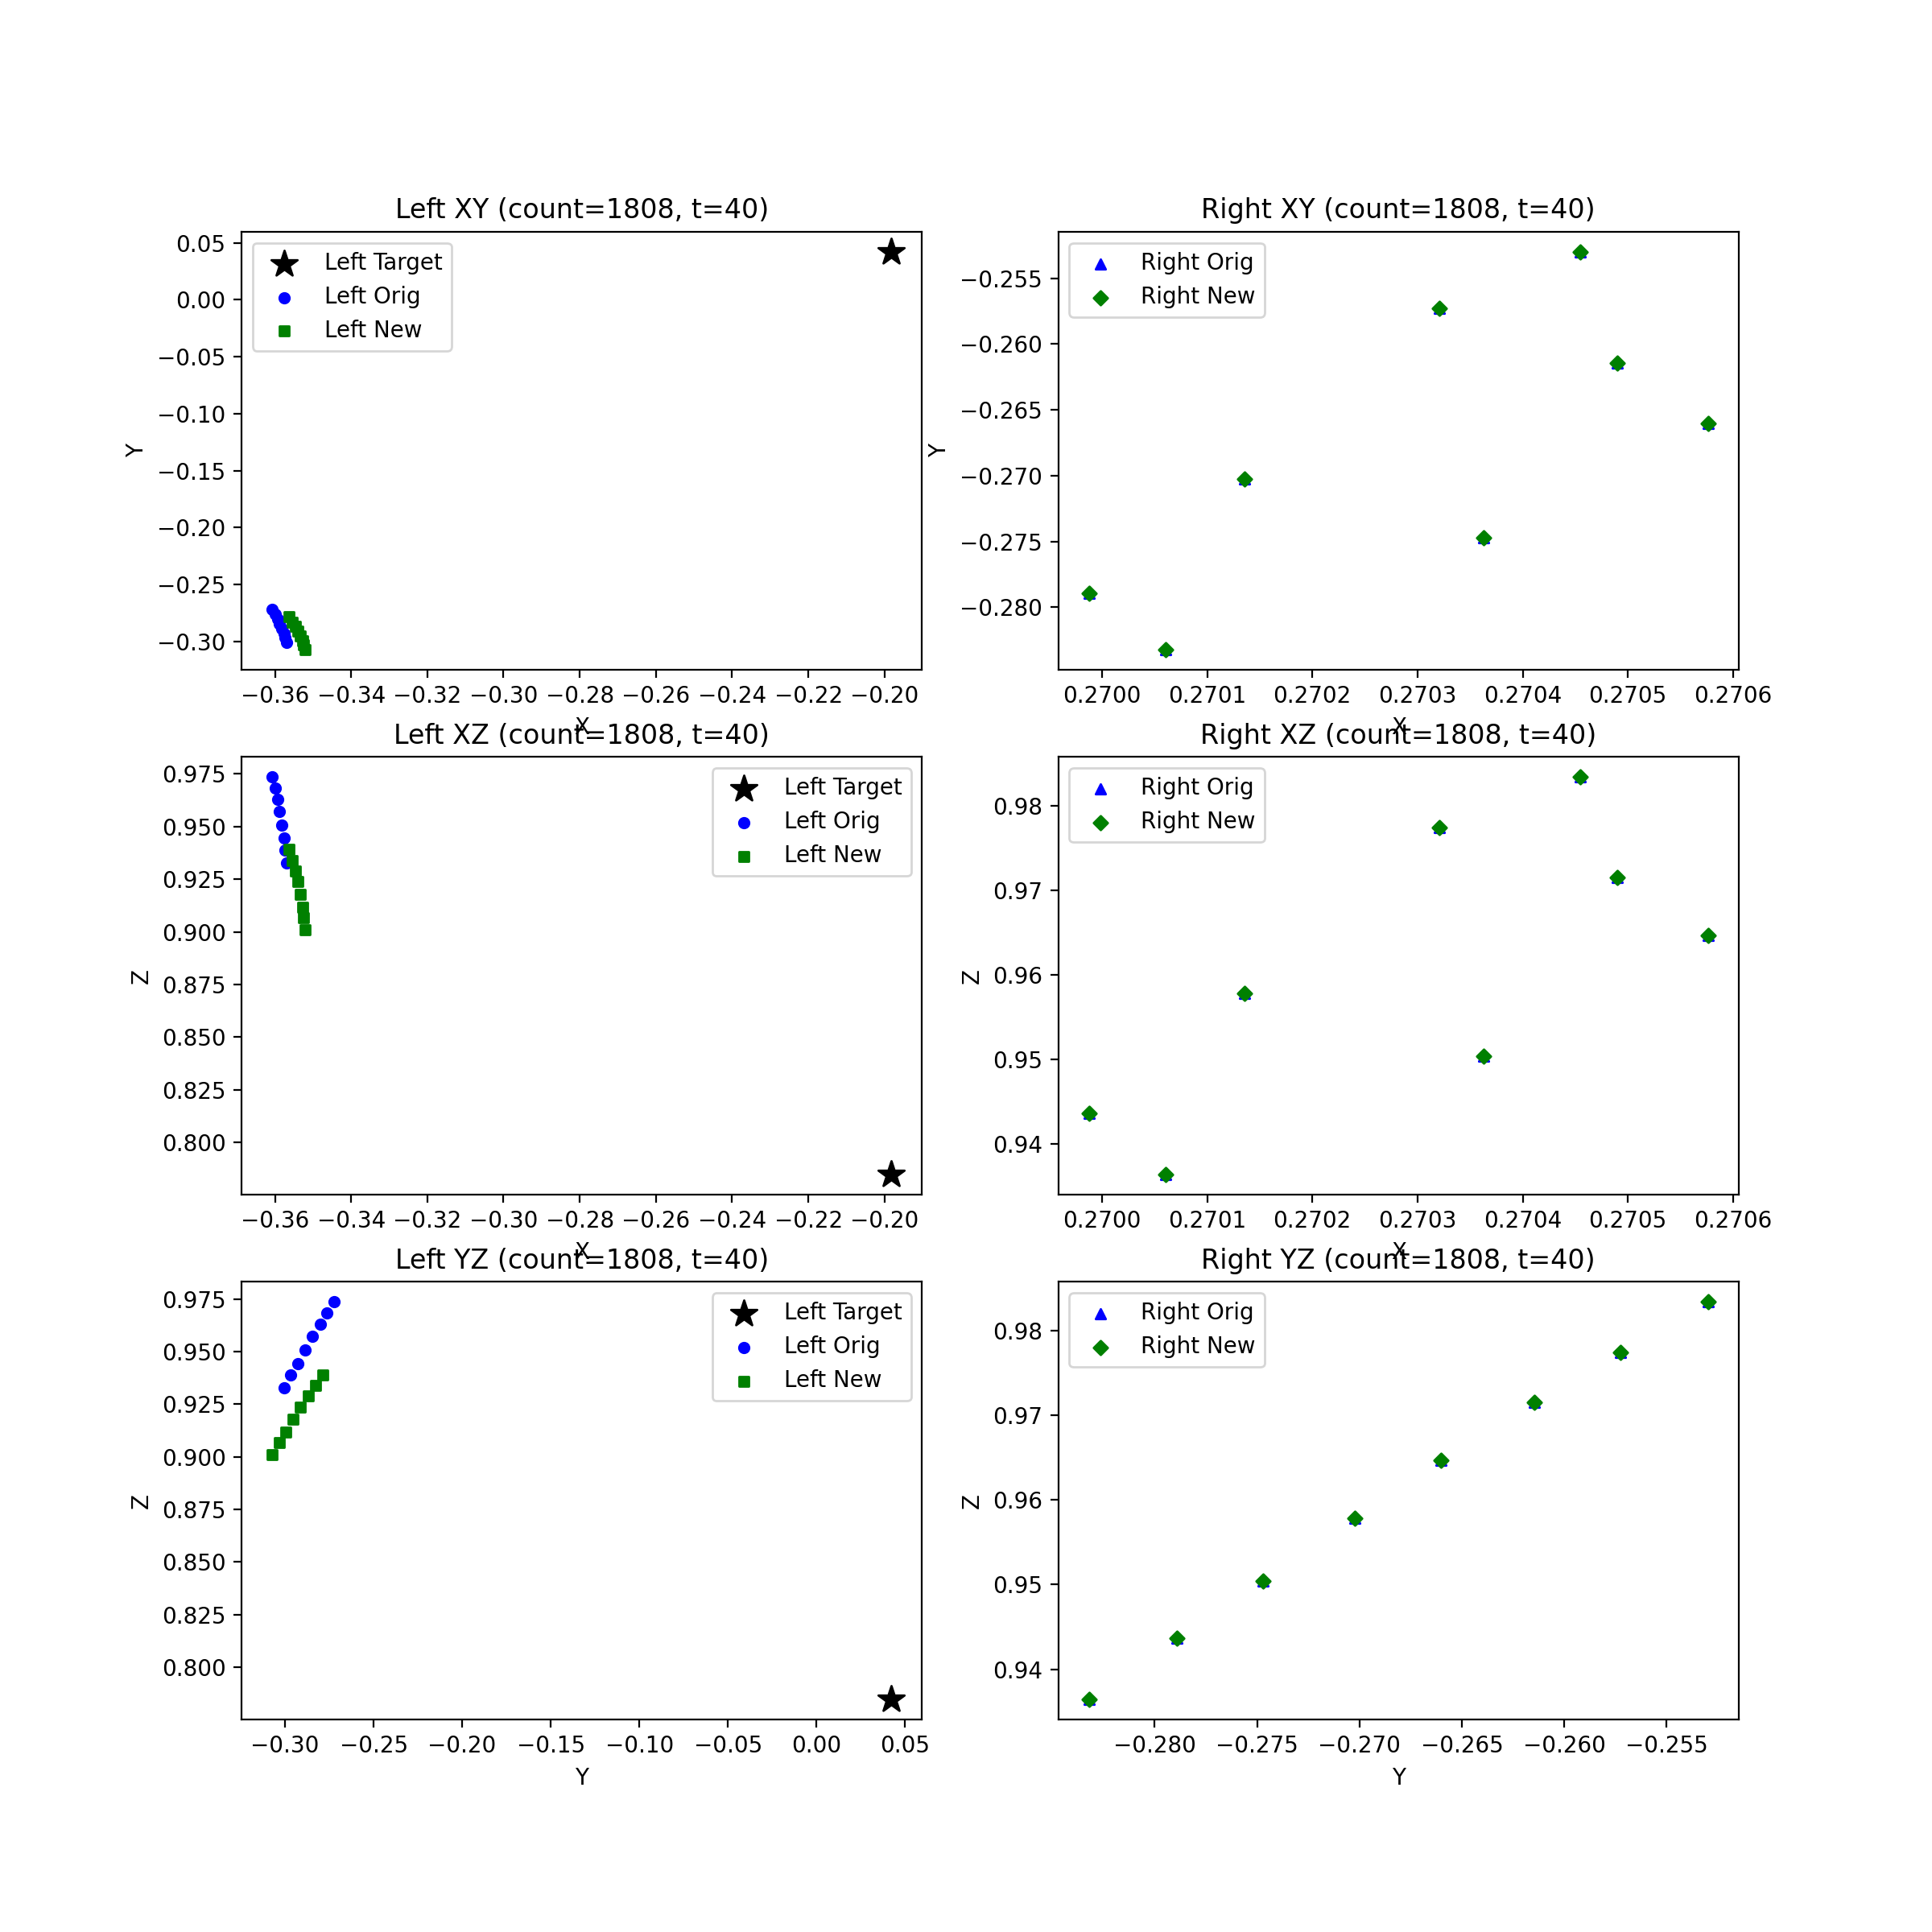 Left XY (count=1808, t=40)
0.05
0.00
−0.05
−0.10
−0.15
−0.20
−0.25
−0.30
Y
Left Target
Left Orig
Left New
−0.36 −0.34 −0.32 −0.30 −0.28 −0.26 −0.24 −0.22 −0.20
X
Right XY (count=1808, t=40)
−0.255
−0.260
−0.265
−0.270
−0.275
−0.280
Y
Right Orig
Right New
0.2700 0.2701 0.2702 0.2703 0.2704 0.2705 0.2706
X
Left XZ (count=1808, t=40)
0.975
0.950
0.925
0.900
0.875
0.850
0.825
0.800
Z
Left Target
Left Orig
Left New
−0.36 −0.34 −0.32 −0.30 −0.28 −0.26 −0.24 −0.22 −0.20
X
Right XZ (count=1808, t=40)
0.98
0.97
0.96
0.95
0.94
Z
Right Orig
Right New
0.2700 0.2701 0.2702 0.2703 0.2704 0.2705 0.2706
X
Left YZ (count=1808, t=40)
0.975
0.950
0.925
0.900
0.875
0.850
0.825
0.800
Z
Left Target
Left Orig
Left New
−0.30 −0.25 −0.20 −0.15 −0.10 −0.05 0.00 0.05
Y
Right YZ (count=1808, t=40)
0.98
0.97
0.96
0.95
0.94
Z
Right Orig
Right New
−0.280 −0.275 −0.270 −0.265 −0.260 −0.255
Y